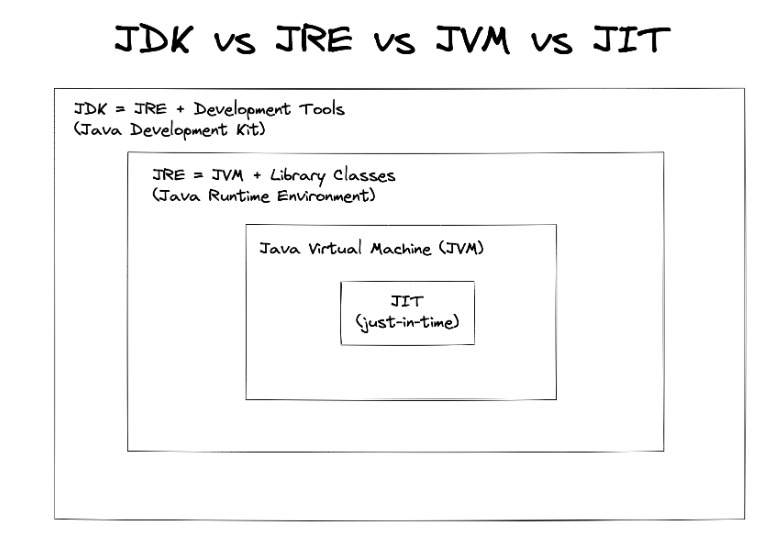 JDK vs JRE vs JVM vs JIT
JDK = JRE + Development Tools
(Java Development Kit)
JRE = JVM + Library Classes
(Java Runtime Environment)
Java Virtual Machine (JVM)
JIT
(just-in-time)